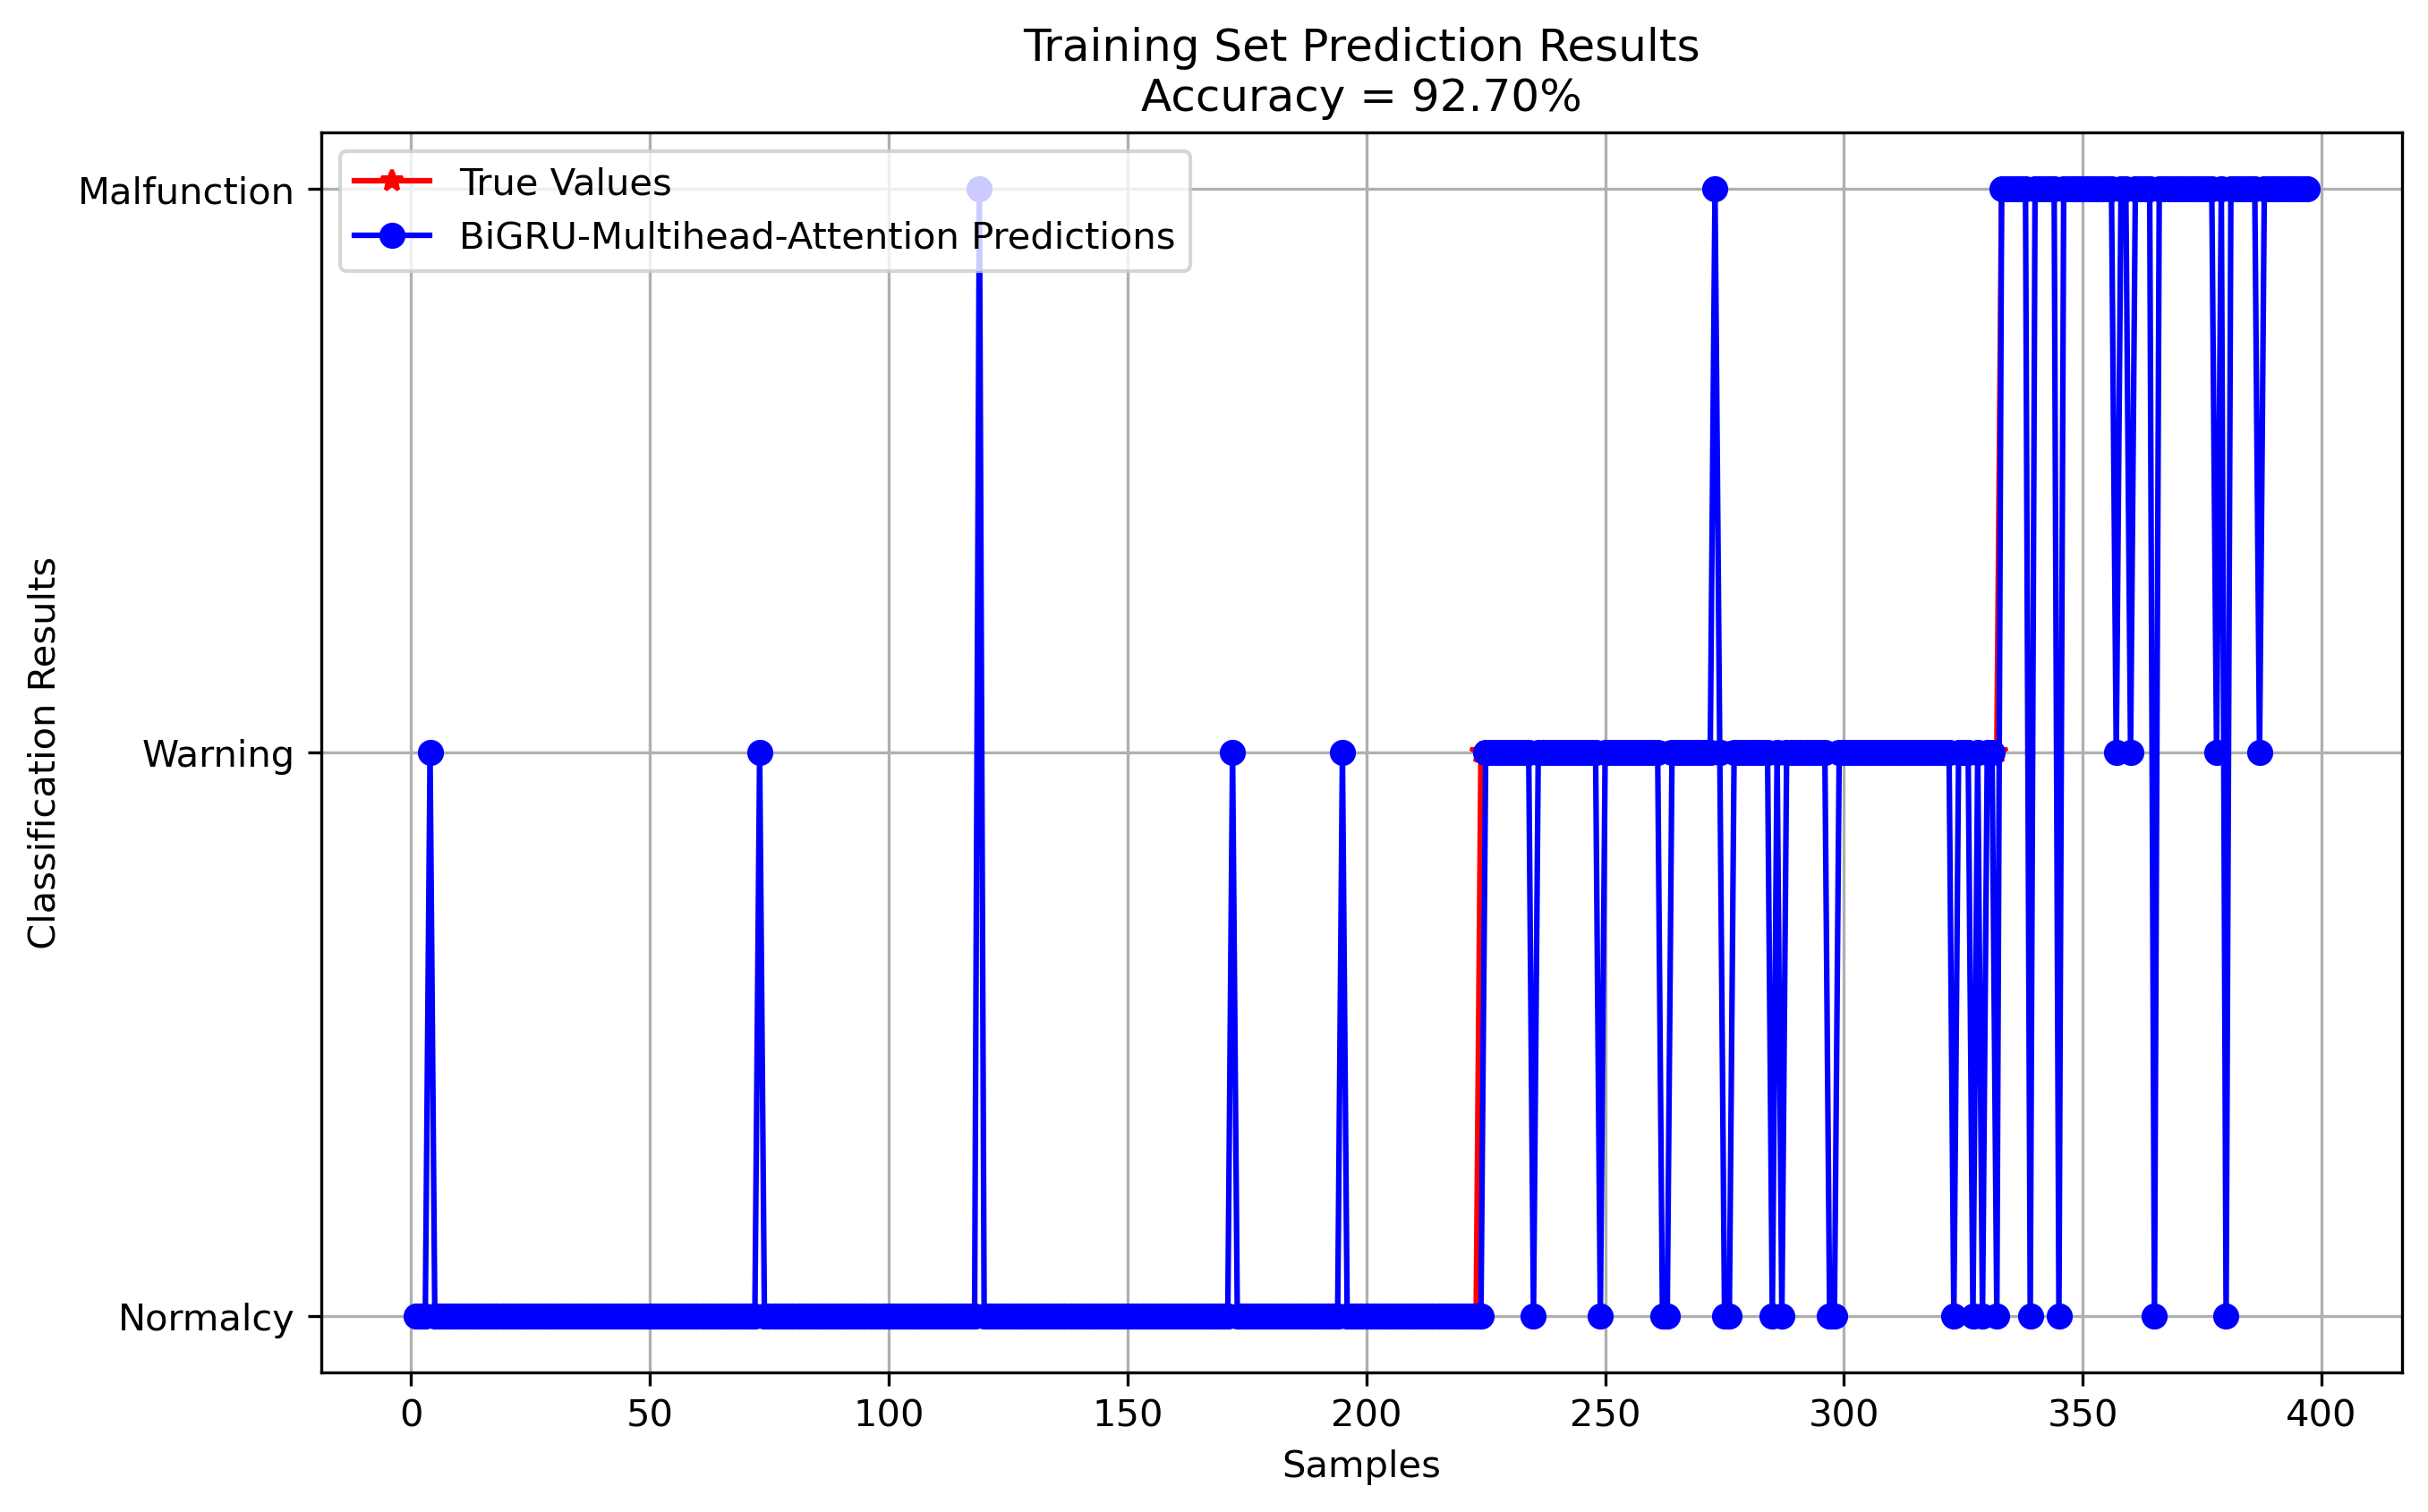 Training Set Prediction Results
Accuracy = 92.70%
True Values
BiGRU-Multihead-Attention Predictions
Malfunction
Warning
Normalcy
Classification Results
0 50 100 150 200 250 300 350 400
Samples